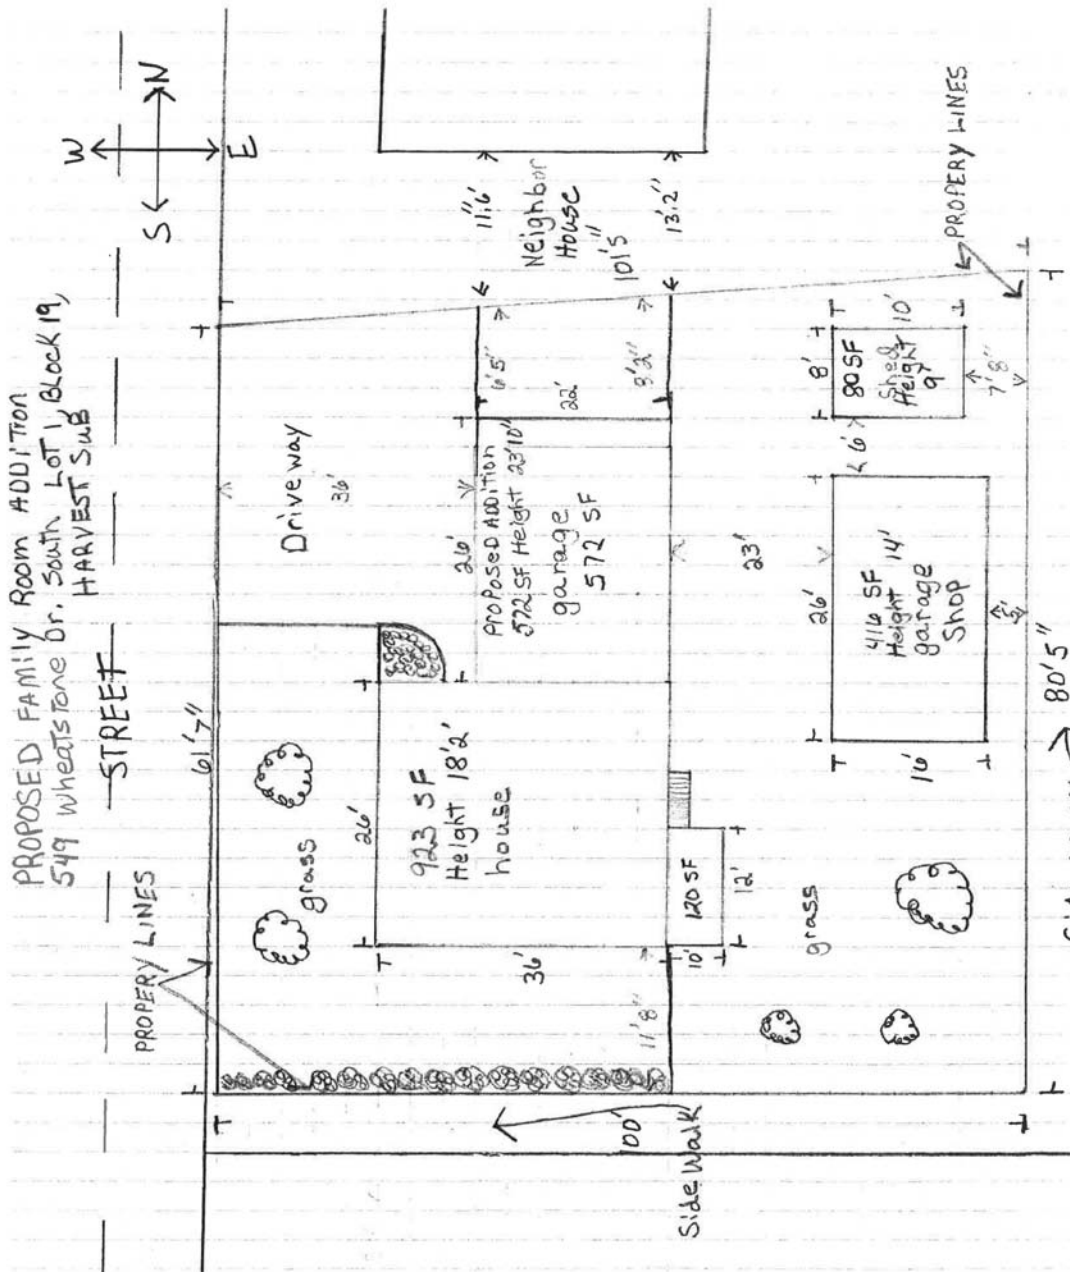 PROPOSED FAMILY ROOM ADDITION
549 Wheatstone Dr. South Lot 1, BLOCK 19,
HARVEST SUB
STREET
W
N
S
E
61'7"
PROPERY LINES
grass
26'
Driveway
36'
11'6"
Neighbor
House
101'5"
13'2"
26'
PROPOSED ADDITION
572 SF Height 23'10"
garage
572 SF
6'5"
22'
8'2"
923 SF
Height 18'2'
house
36'
11'8"
120 SF
10'
12'
100'
Side Walk
grass
23'
26'
416 SF
Height 14'
garage
Shop
16'
5'
6'
8'
80 SF
Shed
Height
9'
10'
7'8"
PROPERY LINES
80'5"